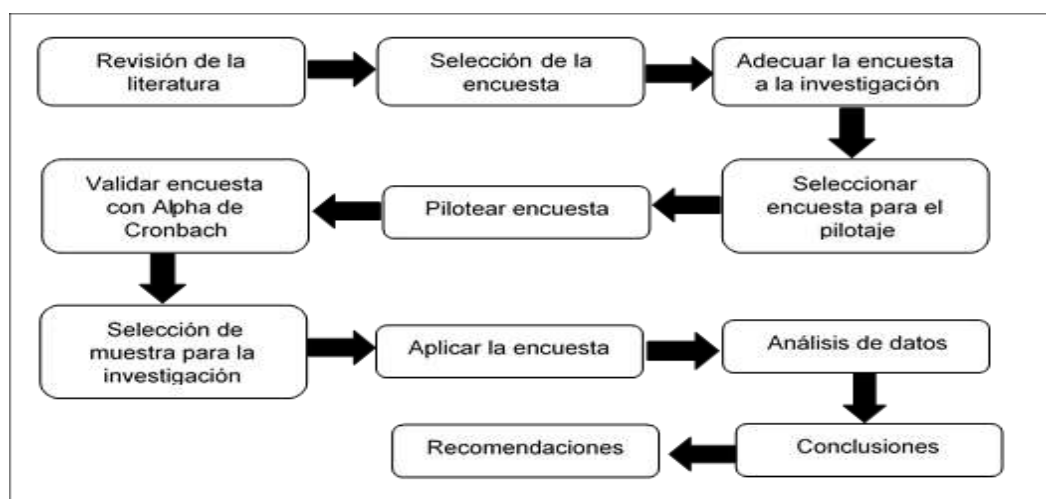 Revisión de la
literatura
Selección de la
encuesta
Adecuar la encuesta
a la investigación
Seleccionar
encuesta para el
pilotaje
Pilotear encuesta
Validar encuesta
con Alpha de
Cronbach
Selección de
muestra para la
investigación
Aplicar la encuesta
Análisis de datos
Conclusiones
Recomendaciones